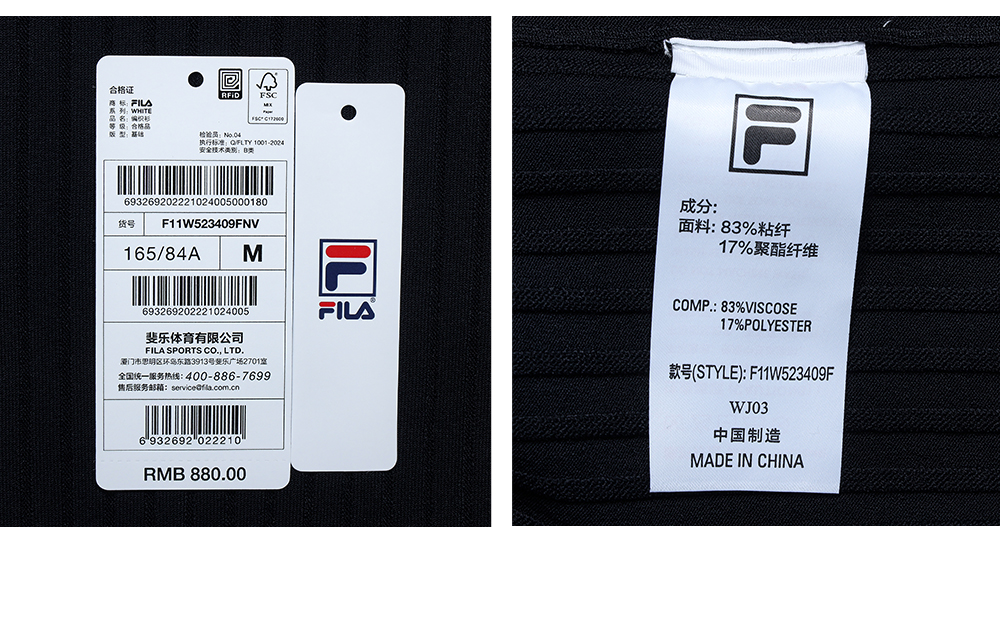 合格证
商 标: FILA
系 列: WHITE
品 名: 编织衫
等 级: 合格品
版 型: 基础
RFID
FSC
MIX
Paper
FSC® C172600
检验员: No.04
执行标准: Q/FLTY 1001-2024
安全技术类别: B类
693269202221024005000180
货号 F11W523409FNV
165/84A M
693269202221024005
斐乐体育有限公司
FILA SPORTS CO., LTD.
厦门市思明区环岛东路3913号斐乐广场2701室
全国统一服务热线: 400-886-7699
售后服务邮箱: service@fila.com.cn
6 932692 022210
RMB 880.00
FILA®
成分:
面料: 83%粘纤
17%聚酯纤维
COMP.: 83%VISCOSE
17%POLYESTER
款号(STYLE): F11W523409F
WJ03
中国制造
MADE IN CHINA